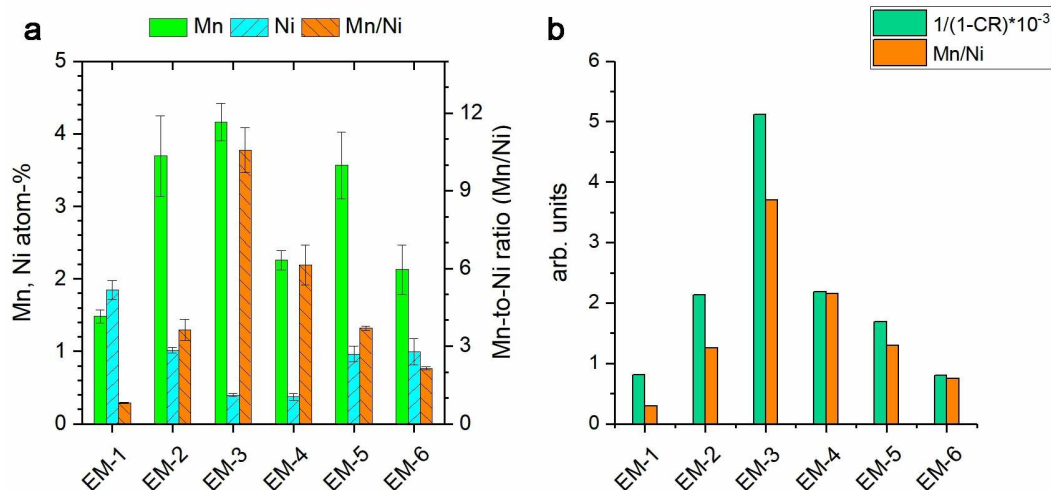 a
Mn Ni Mn/Ni
Mn, Ni atom-%
5
4
3
2
1
0
EM-1 EM-2 EM-3 EM-4 EM-5 EM-6
12
9
6
3
0
Mn-to-Ni ratio (Mn/Ni)
b
1/(1-CR)*10⁻³
Mn/Ni
arb. units
6
5
4
3
2
1
0
EM-1 EM-2 EM-3 EM-4 EM-5 EM-6